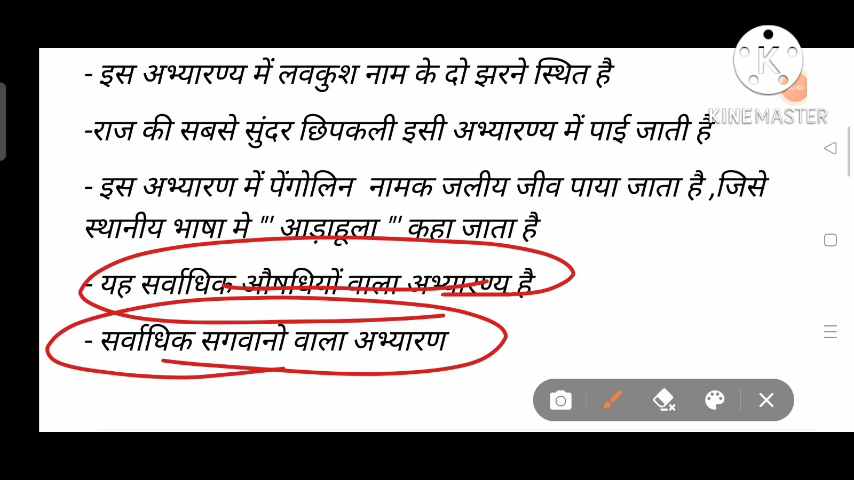 - इस अभ्यारण्य में लवकुश नाम के दो झरने स्थित है
-राज की सबसे सुंदर छिपकली इसी अभ्यारण्य में पाई जाती है
- इस अभ्यारण में पेंगोलिन नामक जलीय जीव पाया जाता है ,जिसे
स्थानीय भाषा मे "' आड़ाहूला "' कहा जाता है
- यह सर्वाधिक औषधियों वाला अभ्यारण्य है
- सर्वाधिक सगवानो वाला अभ्यारण
K
KINEMASTER